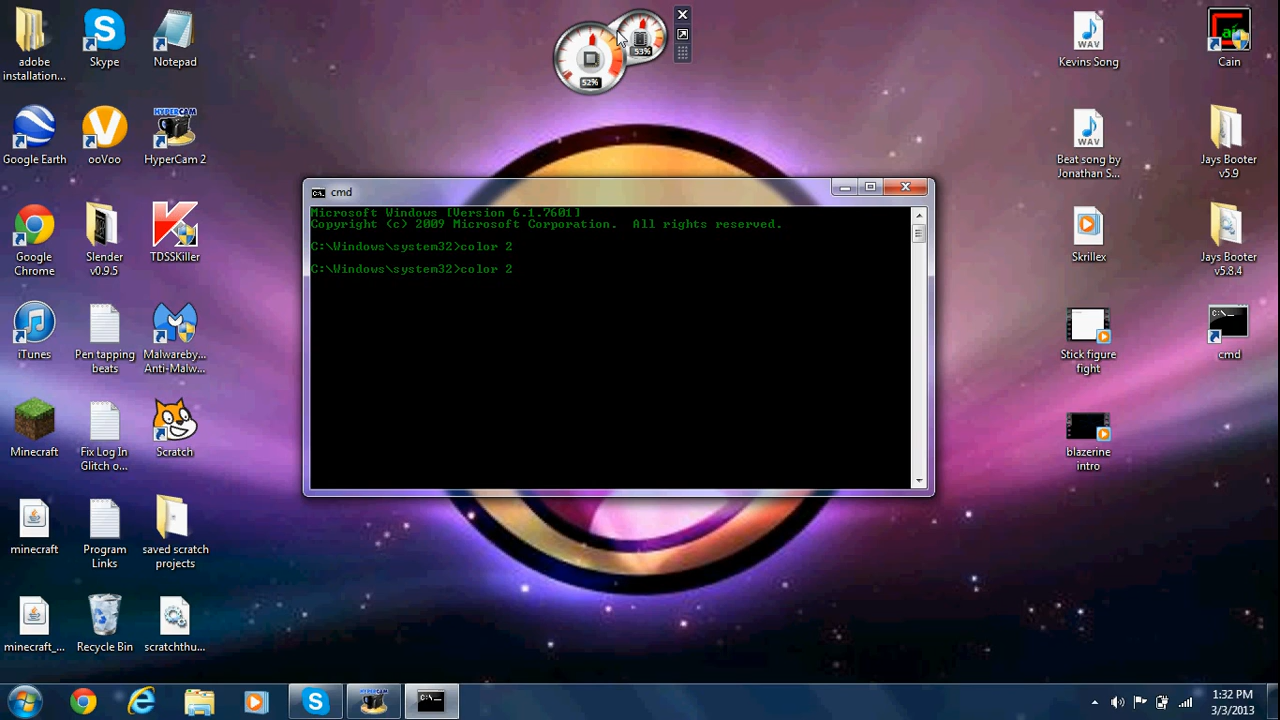 adobe
installation...
Skype
Notepad
52%
53%
Kevins Song
WAV
Cain
Google Earth
ooVoo
HYPERCAM
HyperCam 2
WAV
Beat song by
Jonathan S...
Jays Booter
v5.9
cmd
Microsoft Windows [Version 6.1.7601]
Copyright (c) 2009 Microsoft Corporation.  All rights reserved.
C:\Windows\system32>color 2
C:\Windows\system32>color 2
Google
Chrome
Slender
v0.9.5
TDSSKiller
Skrillex
Jays Booter
v5.8.4
iTunes
Pen tapping
beats
Malwareby...
Anti-Malw...
Stick figure
fight
C:\_
cmd
Minecraft
Fix Log In
Glitch o...
Scratch
blazerine
intro
minecraft
Program
Links
saved scratch
projects
minecraft_...
Recycle Bin
scratchthu...
HYPERCAM
C:\_
1:32 PM
3/3/2013